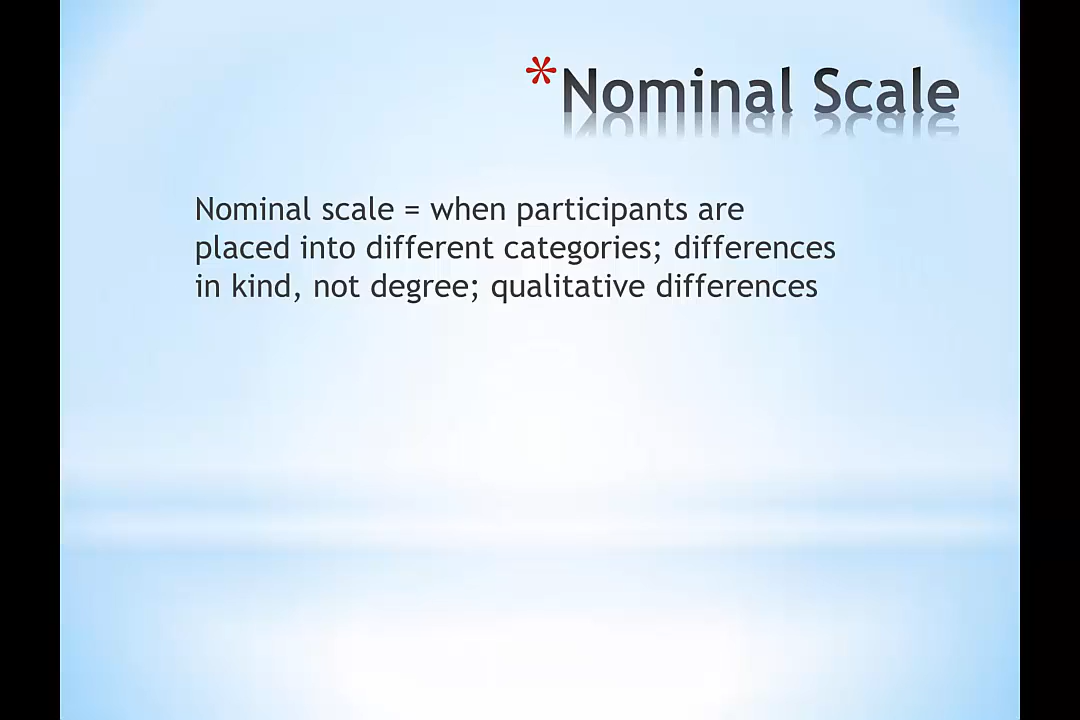 *Nominal Scale
Nominal scale = when participants are
placed into different categories; differences
in kind, not degree; qualitative differences